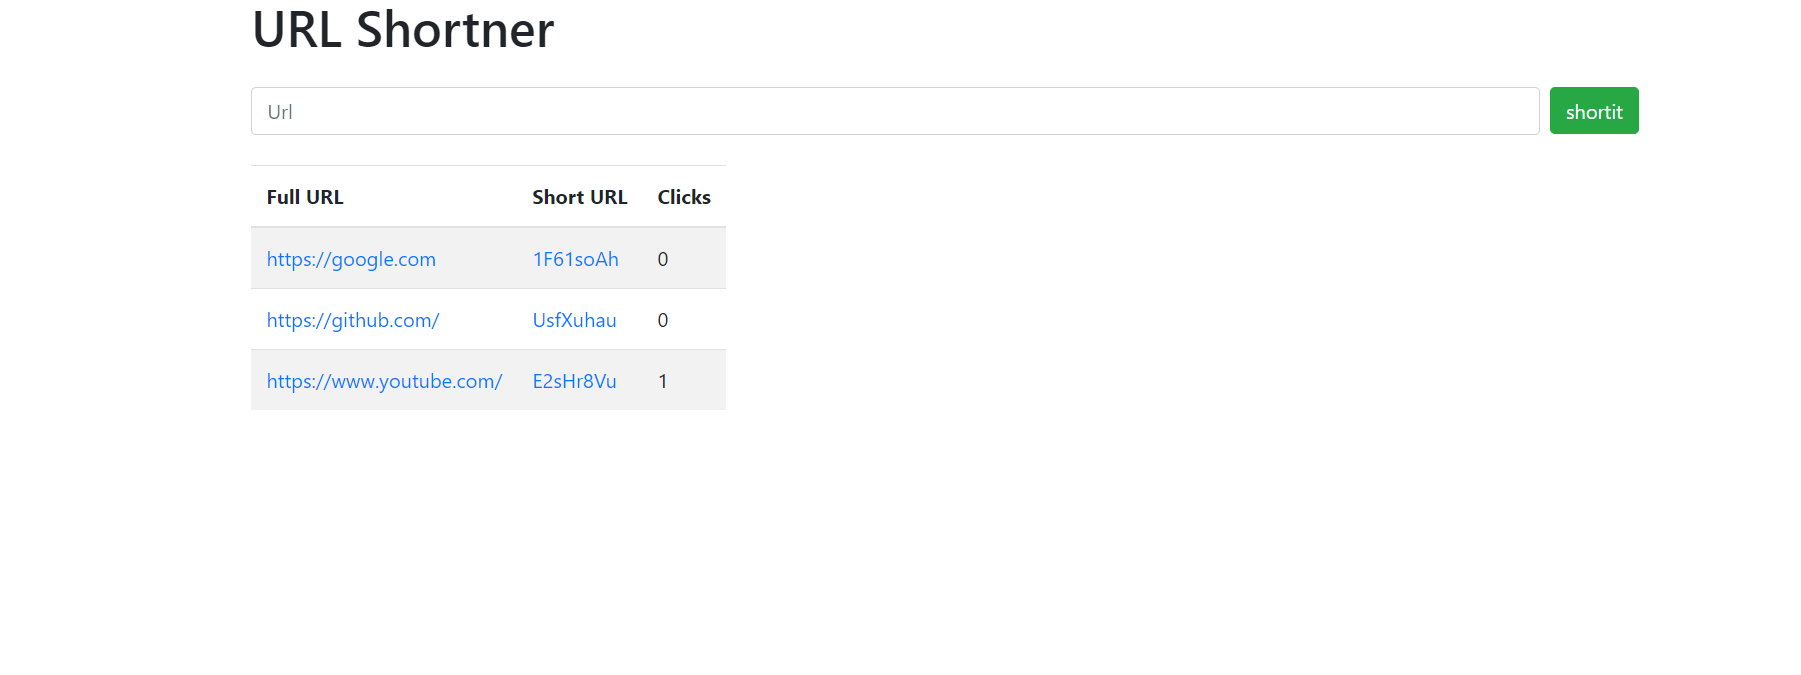 URL Shortner
Url shortit
Full URL Short URL Clicks
https://google.com 1F61soAh 0
https://github.com/ UsfXuhau 0
https://www.youtube.com/ E2sHr8Vu 1